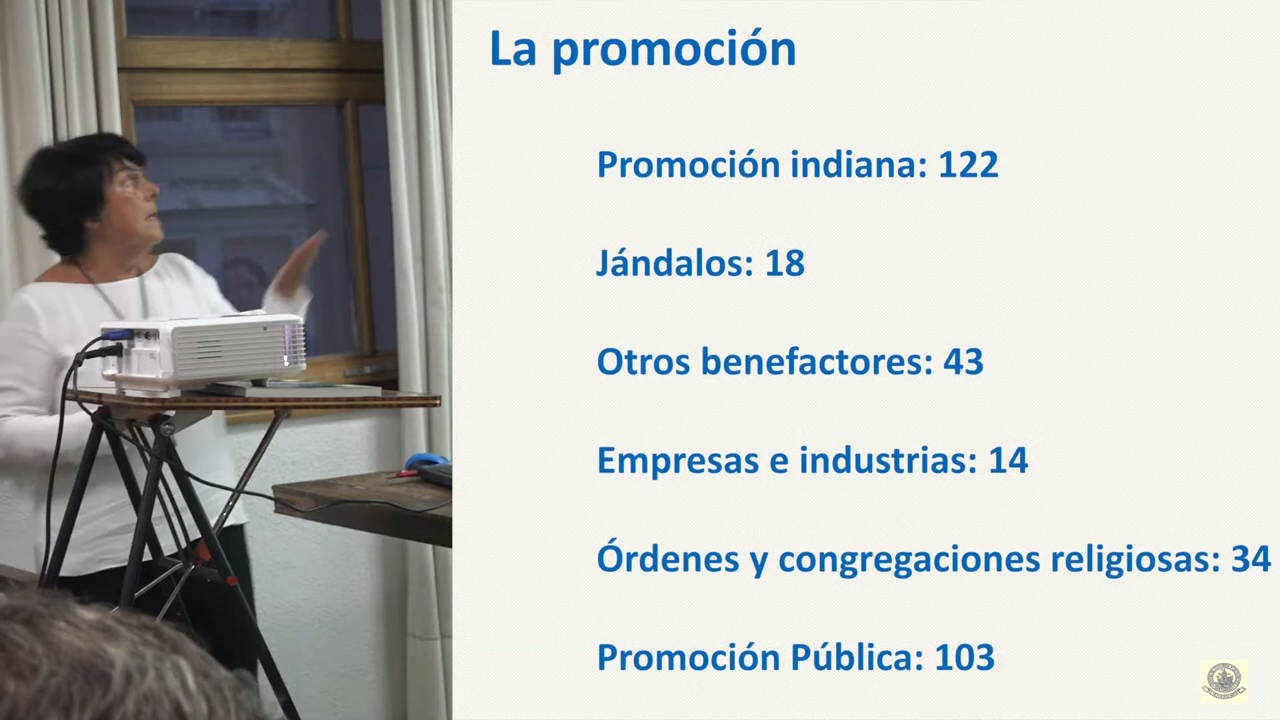 La promoción
Promoción indiana: 122
Jándalos: 18
Otros benefactores: 43
Empresas e industrias: 14
Órdenes y congregaciones religiosas: 34
Promoción Pública: 103